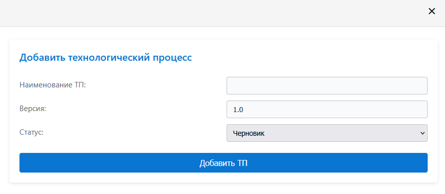 Добавить технологический процесс
Наименование ТП:
Версия: 1.0
Статус: Черновик
Добавить ТП